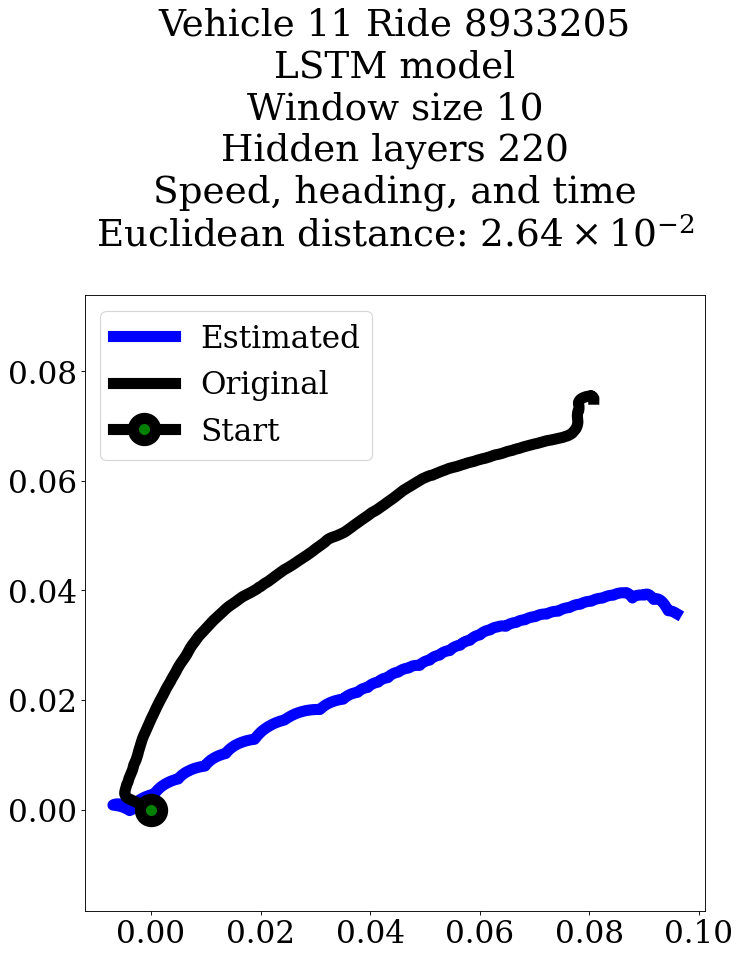 Vehicle 11 Ride 8933205
LSTM model
Window size 10
Hidden layers 220
Speed, heading, and time
Euclidean distance: 2.64 × 10⁻²
Estimated
Original
Start
0.08
0.06
0.04
0.02
0.00
0.00 0.02 0.04 0.06 0.08 0.10